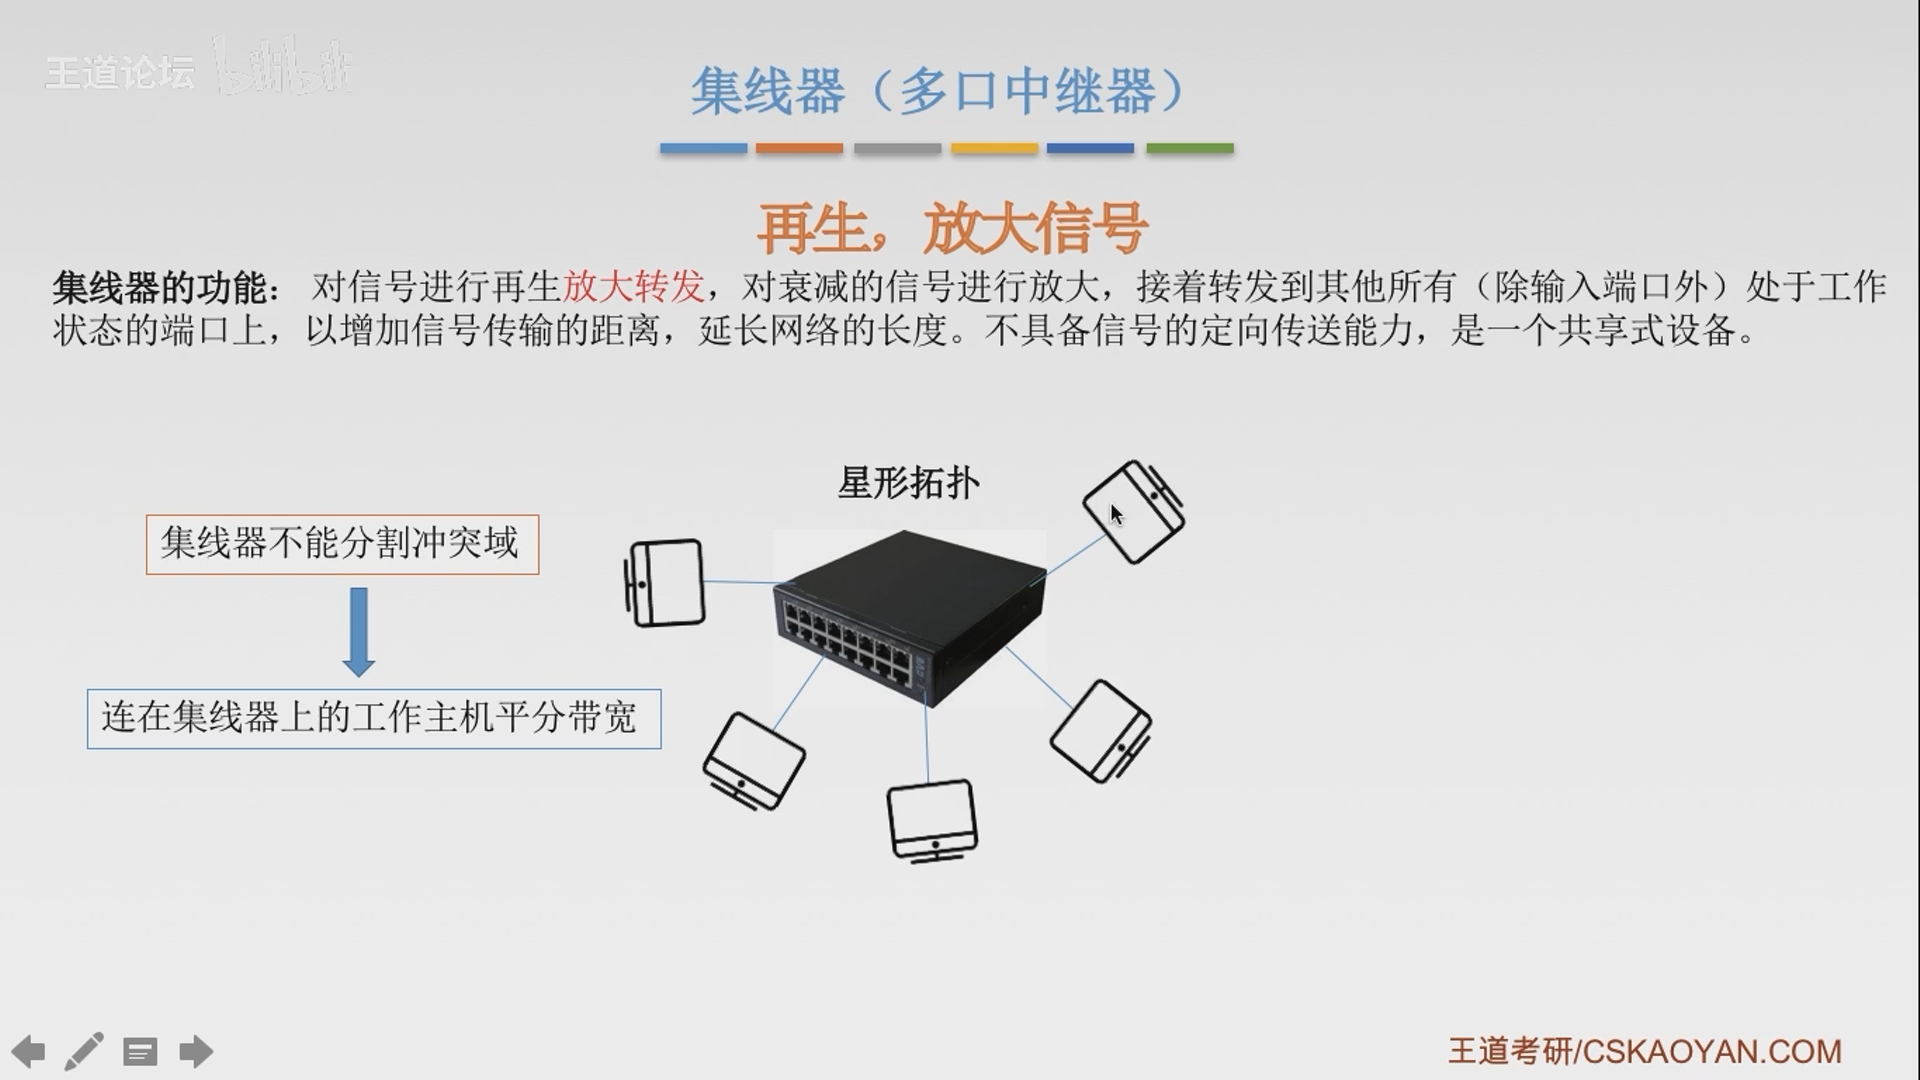 王道论坛 bilibili
集线器（多口中继器）
再生，放大信号
集线器的功能： 对信号进行再生放大转发，对衰减的信号进行放大，接着转发到其他所有（除输入端口外）处于工作
状态的端口上，以增加信号传输的距离，延长网络的长度。不具备信号的定向传送能力，是一个共享式设备。
星形拓扑
集线器不能分割冲突域
连在集线器上的工作主机平分带宽
王道考研/CSKAOYAN.COM